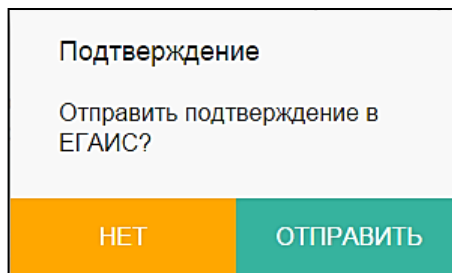 Подтверждение
Отправить подтверждение в
ЕГАИС?
НЕТ ОТПРАВИТЬ